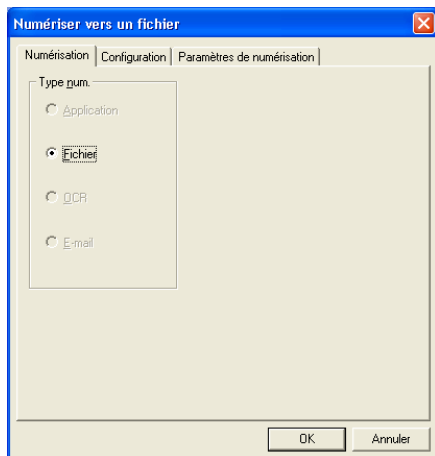 Numériser vers un fichier
Numérisation Configuration Paramètres de numérisation
Type num.
Application
Fichier
OCR
E-mail
OK Annuler